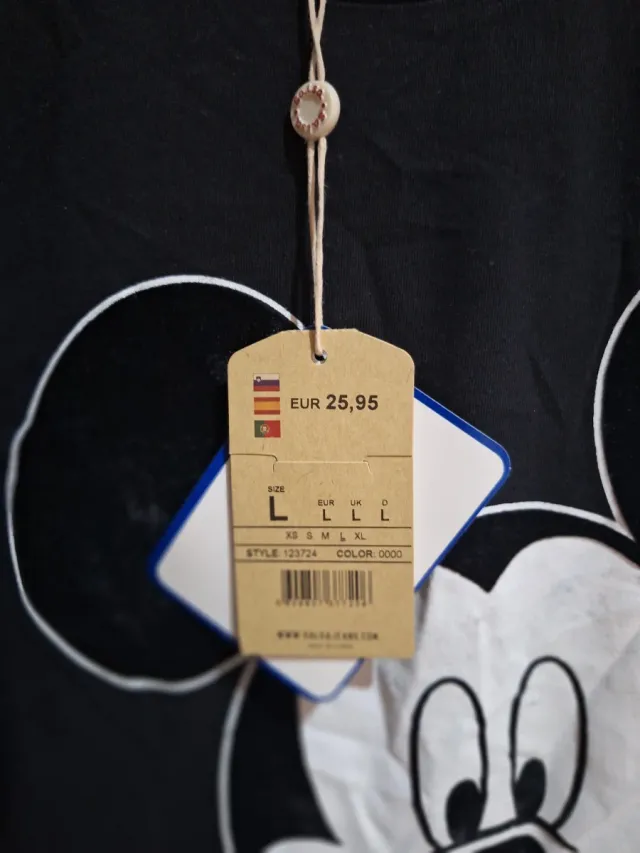 EUR 25,95
SIZE
L
EUR UK D
L L L
XS S M L XL
STYLE: 123724 COLOR: 0000